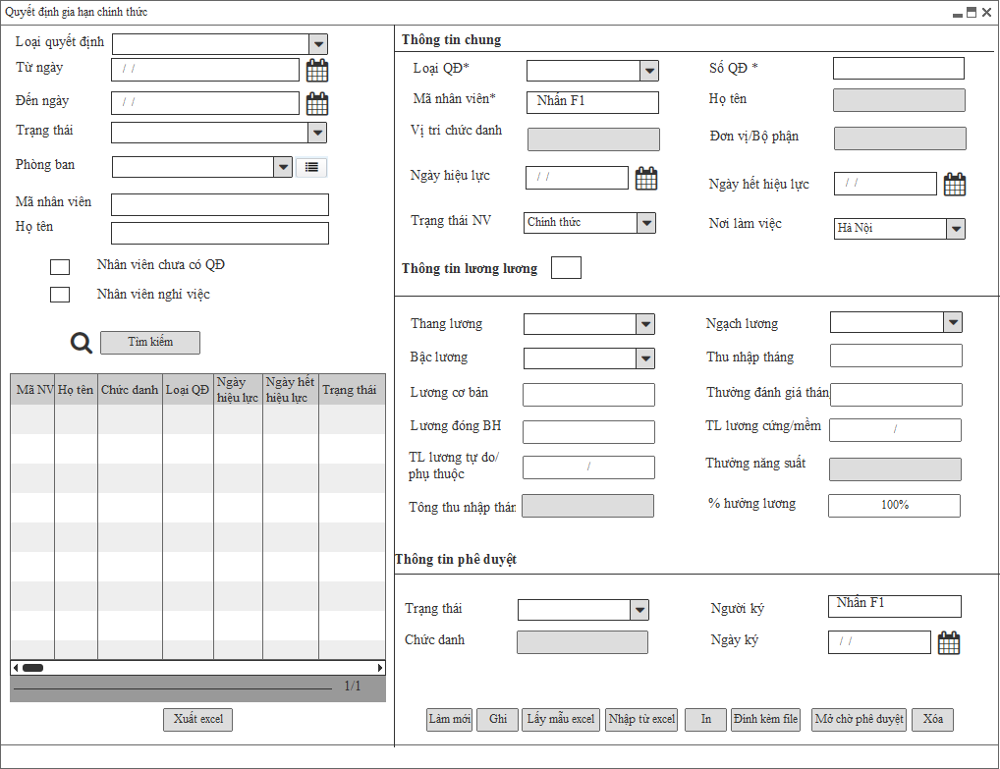 Quyết định gia hạn chính thức
Loại quyết định
Từ ngày
/ /
Đến ngày
/ /
Trạng thái
Phòng ban
Mã nhân viên
Họ tên
Nhân viên chưa có QĐ
Nhân viên nghỉ việc
Tìm kiếm
Mã NV Họ tên Chức danh Loại QĐ Ngày hiệu lực Ngày hết hiệu lực Trạng thái
1/1
Xuất excel
Thông tin chung
Loại QĐ* Số QĐ *
Mã nhân viên* Nhấn F1 Họ tên
Vị trí chức danh Đơn vị/Bộ phận
Ngày hiệu lực / / Ngày hết hiệu lực / /
Trạng thái NV Chính thức Nơi làm việc Hà Nội
Thông tin lương lương
Thang lương Ngạch lương
Bậc lương Thu nhập tháng
Lương cơ bản Thưởng đánh giá thán
Lương đóng BH TL lương cứng/mềm /
TL lương tự do/
phụ thuộc / Thưởng năng suất
Tổng thu nhập thán % hưởng lương 100%
Thông tin phê duyệt
Trạng thái Người ký Nhấn F1
Chức danh Ngày ký / /
Làm mới Ghi Lấy mẫu excel Nhập từ excel In Đính kèm file Mở chờ phê duyệt Xóa